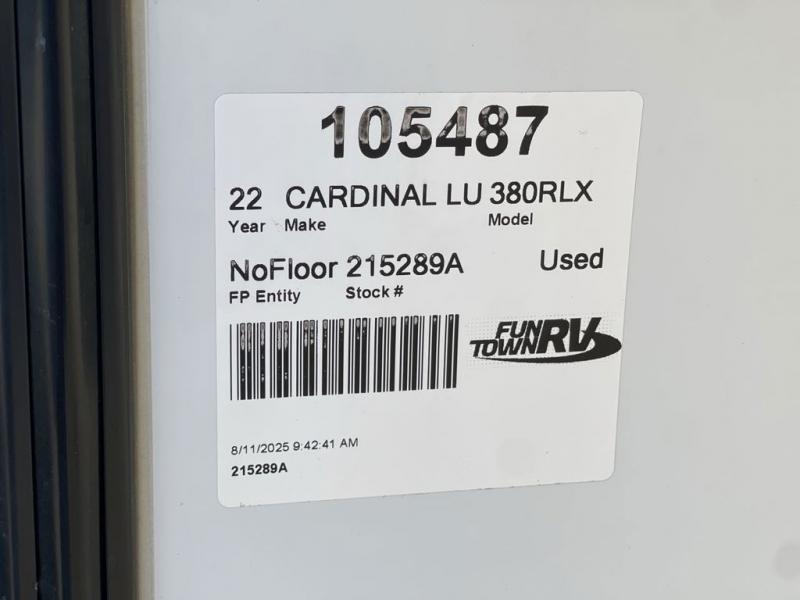 105487
22 CARDINAL LU 380RLX
Year Make Model
NoFloor 215289A Used
FP Entity Stock #
FUN TOWN RV
8/11/2025 9:42:41 AM
215289A